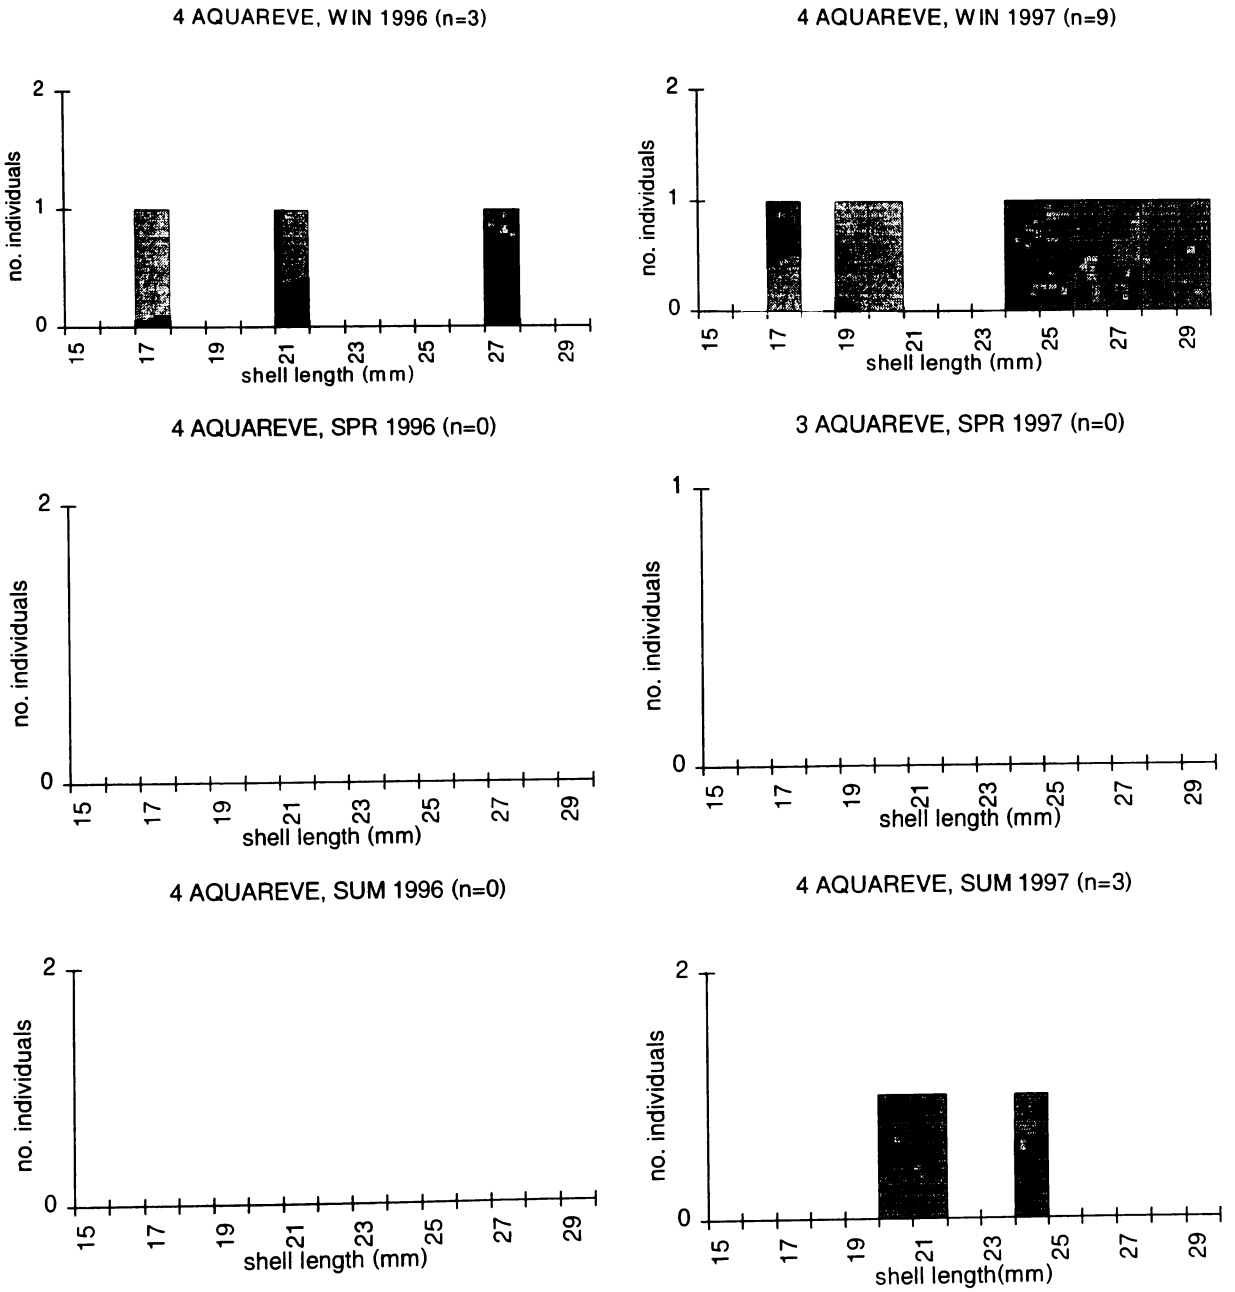 4 AQUAREVE, WIN 1996 (n=3)
2
1
0
no. individuals
15 17 19 21 23 25 27 29
shell length (mm)
4 AQUAREVE, WIN 1997 (n=9)
2
1
0
no. individuals
15 17 19 21 23 25 27 29
shell length (mm)
4 AQUAREVE, SPR 1996 (n=0)
2
0
no. individuals
15 17 19 21 23 25 27 29
shell length (mm)
3 AQUAREVE, SPR 1997 (n=0)
1
0
no. individuals
15 17 19 21 23 25 27 29
shell length (mm)
4 AQUAREVE, SUM 1996 (n=0)
2
0
no. individuals
15 17 19 21 23 25 27 29
shell length (mm)
4 AQUAREVE, SUM 1997 (n=3)
2
0
no. individuals
15 17 19 21 23 25 27 29
shell length(mm)